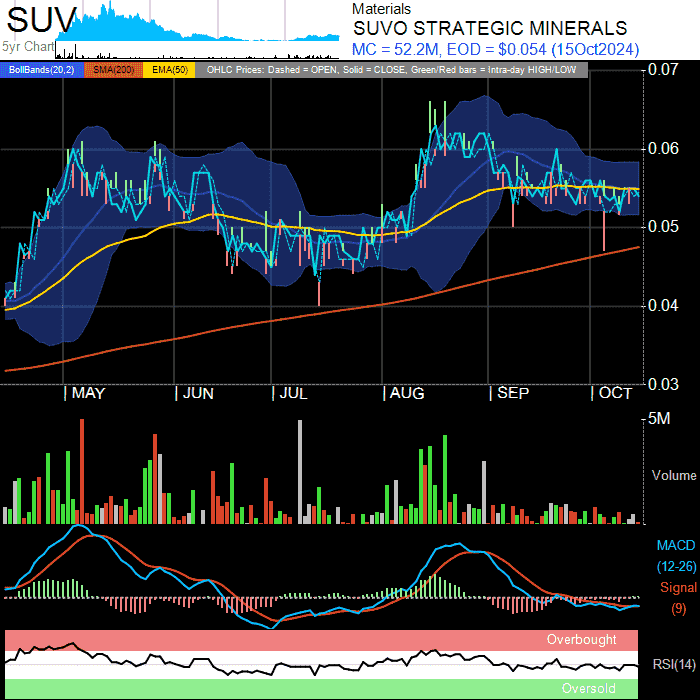 SUV
5yr Chart
Materials
SUVO STRATEGIC MINERALS
MC = 52.2M, EOD = $0.054 (15Oct2024)
BollBands(20,2) SMA(200) EMA(50) OHLC Prices: Dashed = OPEN, Solid = CLOSE, Green/Red bars = Intra-day HIGH/LOW
0.07
0.06
0.05
0.04
0.03
| MAY | JUN | JUL | AUG | SEP | OCT
5M
Volume
MACD
(12-26)
Signal
(9)
Overbought
RSI(14)
Oversold